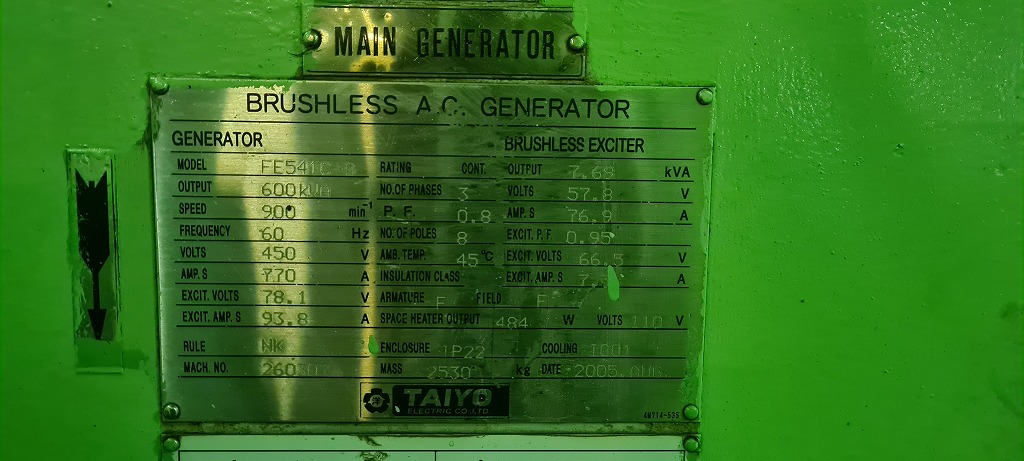 MAIN GENERATOR
BRUSHLESS A.C. GENERATOR
GENERATOR BRUSHLESS EXCITER
MODEL RATING CONT. OUTPUT 7.68 kVA
OUTPUT 600kVA NO.OF PHASES 3 VOLTS 57.8 V
SPEED 900 min⁻¹ P. F. 0.8 AMP.S 76.9 A
FREQUENCY 60 Hz NO. OF POLES 8 EXCIT. P.F 0.95
VOLTS 450 V AMB. TEMP. 45 °C EXCIT. VOLTS 66.5 V
AMP. S 770 A INSULATION CLASS EXCIT. AMP. S A
EXCIT. VOLTS 78.1 V ARMATURE F FIELD F
EXCIT. AMP. S 93.8 A SPACE HEATER OUTPUT 484 W VOLTS 110 V
RULE NK ENCLOSURE IP22 COOLING
MACH. NO. MASS 2530 kg DATE 2005. AUG.
TAIYO
ELECTRIC CO.,LTD.
4M714-535